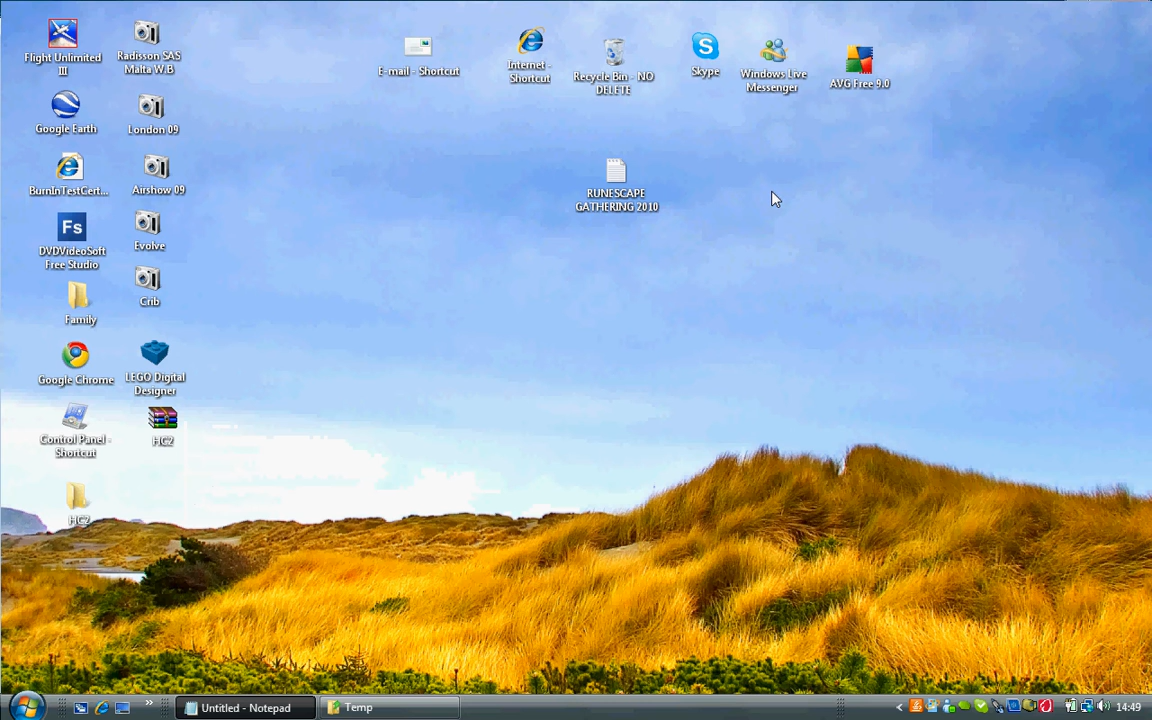 Flight Unlimited
III
Radisson SAS
Malta W.B
E-mail - Shortcut
Internet -
Shortcut
Recycle Bin - NO
DELETE
Skype
Windows Live
Messenger
AVG Free 9.0
Google Earth
London 09
BurnInTestCert...
Airshow 09
RUNESCAPE
GATHERING 2010
Fs
DVDVideoSoft
Free Studio
Evolve
Crib
Family
Google Chrome
LEGO Digital
Designer
Control Panel -
Shortcut
HC2
HC2
Untitled - Notepad
Temp
14:49